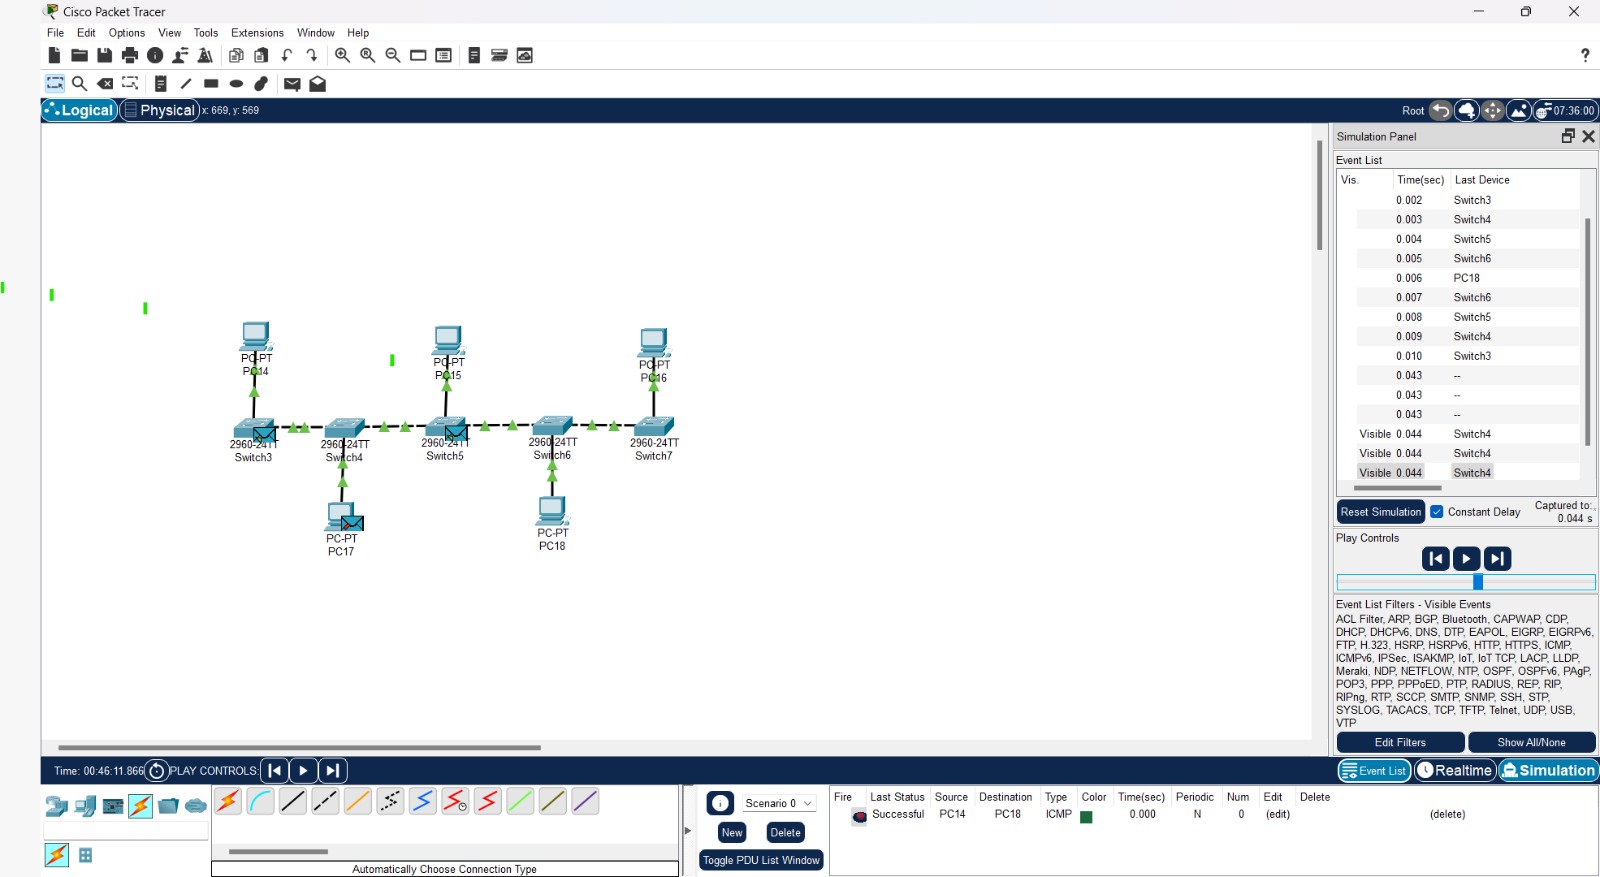 Cisco Packet Tracer
File Edit Options View Tools Extensions Window Help
?
Logical Physical x: 669, y: 569
Root 07:36:00
Simulation Panel
Event List
Vis. Time(sec) Last Device
0.002 Switch3
0.003 Switch4
0.004 Switch5
0.005 Switch6
0.006 PC18
0.007 Switch6
0.008 Switch5
0.009 Switch4
0.010 Switch3
0.043 --
0.043 --
0.043 --
Visible 0.044 Switch4
Visible 0.044 Switch4
Visible 0.044 Switch4
Reset Simulation Constant Delay Captured to:
0.044 s
Play Controls
Event List Filters - Visible Events
ACL Filter, ARP, BGP, Bluetooth, CAPWAP, CDP,
DHCP, DHCPv6, DNS, DTP, EAPOL, EIGRP, EIGRPv6,
FTP, H.323, HSRP, HSRPv6, HTTP, HTTPS, ICMP,
ICMPv6, IPSec, ISAKMP, IoT, IoT TCP, LACP, LLDP,
Meraki, NDP, NETFLOW, NTP, OSPF, OSPFv6, PAgP,
POP3, PPP, PPPoED, PTP, RADIUS, REP, RIP,
RIPng, RTP, SCCP, SMTP, SNMP, SSH, STP,
SYSLOG, TACACS, TCP, TFTP, Telnet, UDP, USB,
VTP
Edit Filters Show All/None
PC-PT
PC14
PC-PT
PC15
PC-PT
PC16
2960-24TT
Switch3
2960-24TT
Switch4
2960-24TT
Switch5
2960-24TT
Switch6
2960-24TT
Switch7
PC-PT
PC17
PC-PT
PC18
Time: 00:46:11.866 PLAY CONTROLS:
Event List Realtime Simulation
Automatically Choose Connection Type
Scenario 0
New Delete
Toggle PDU List Window
Fire Last Status Source Destination Type Color Time(sec) Periodic Num Edit Delete
Successful PC14 PC18 ICMP 0.000 N 0 (edit) (delete)